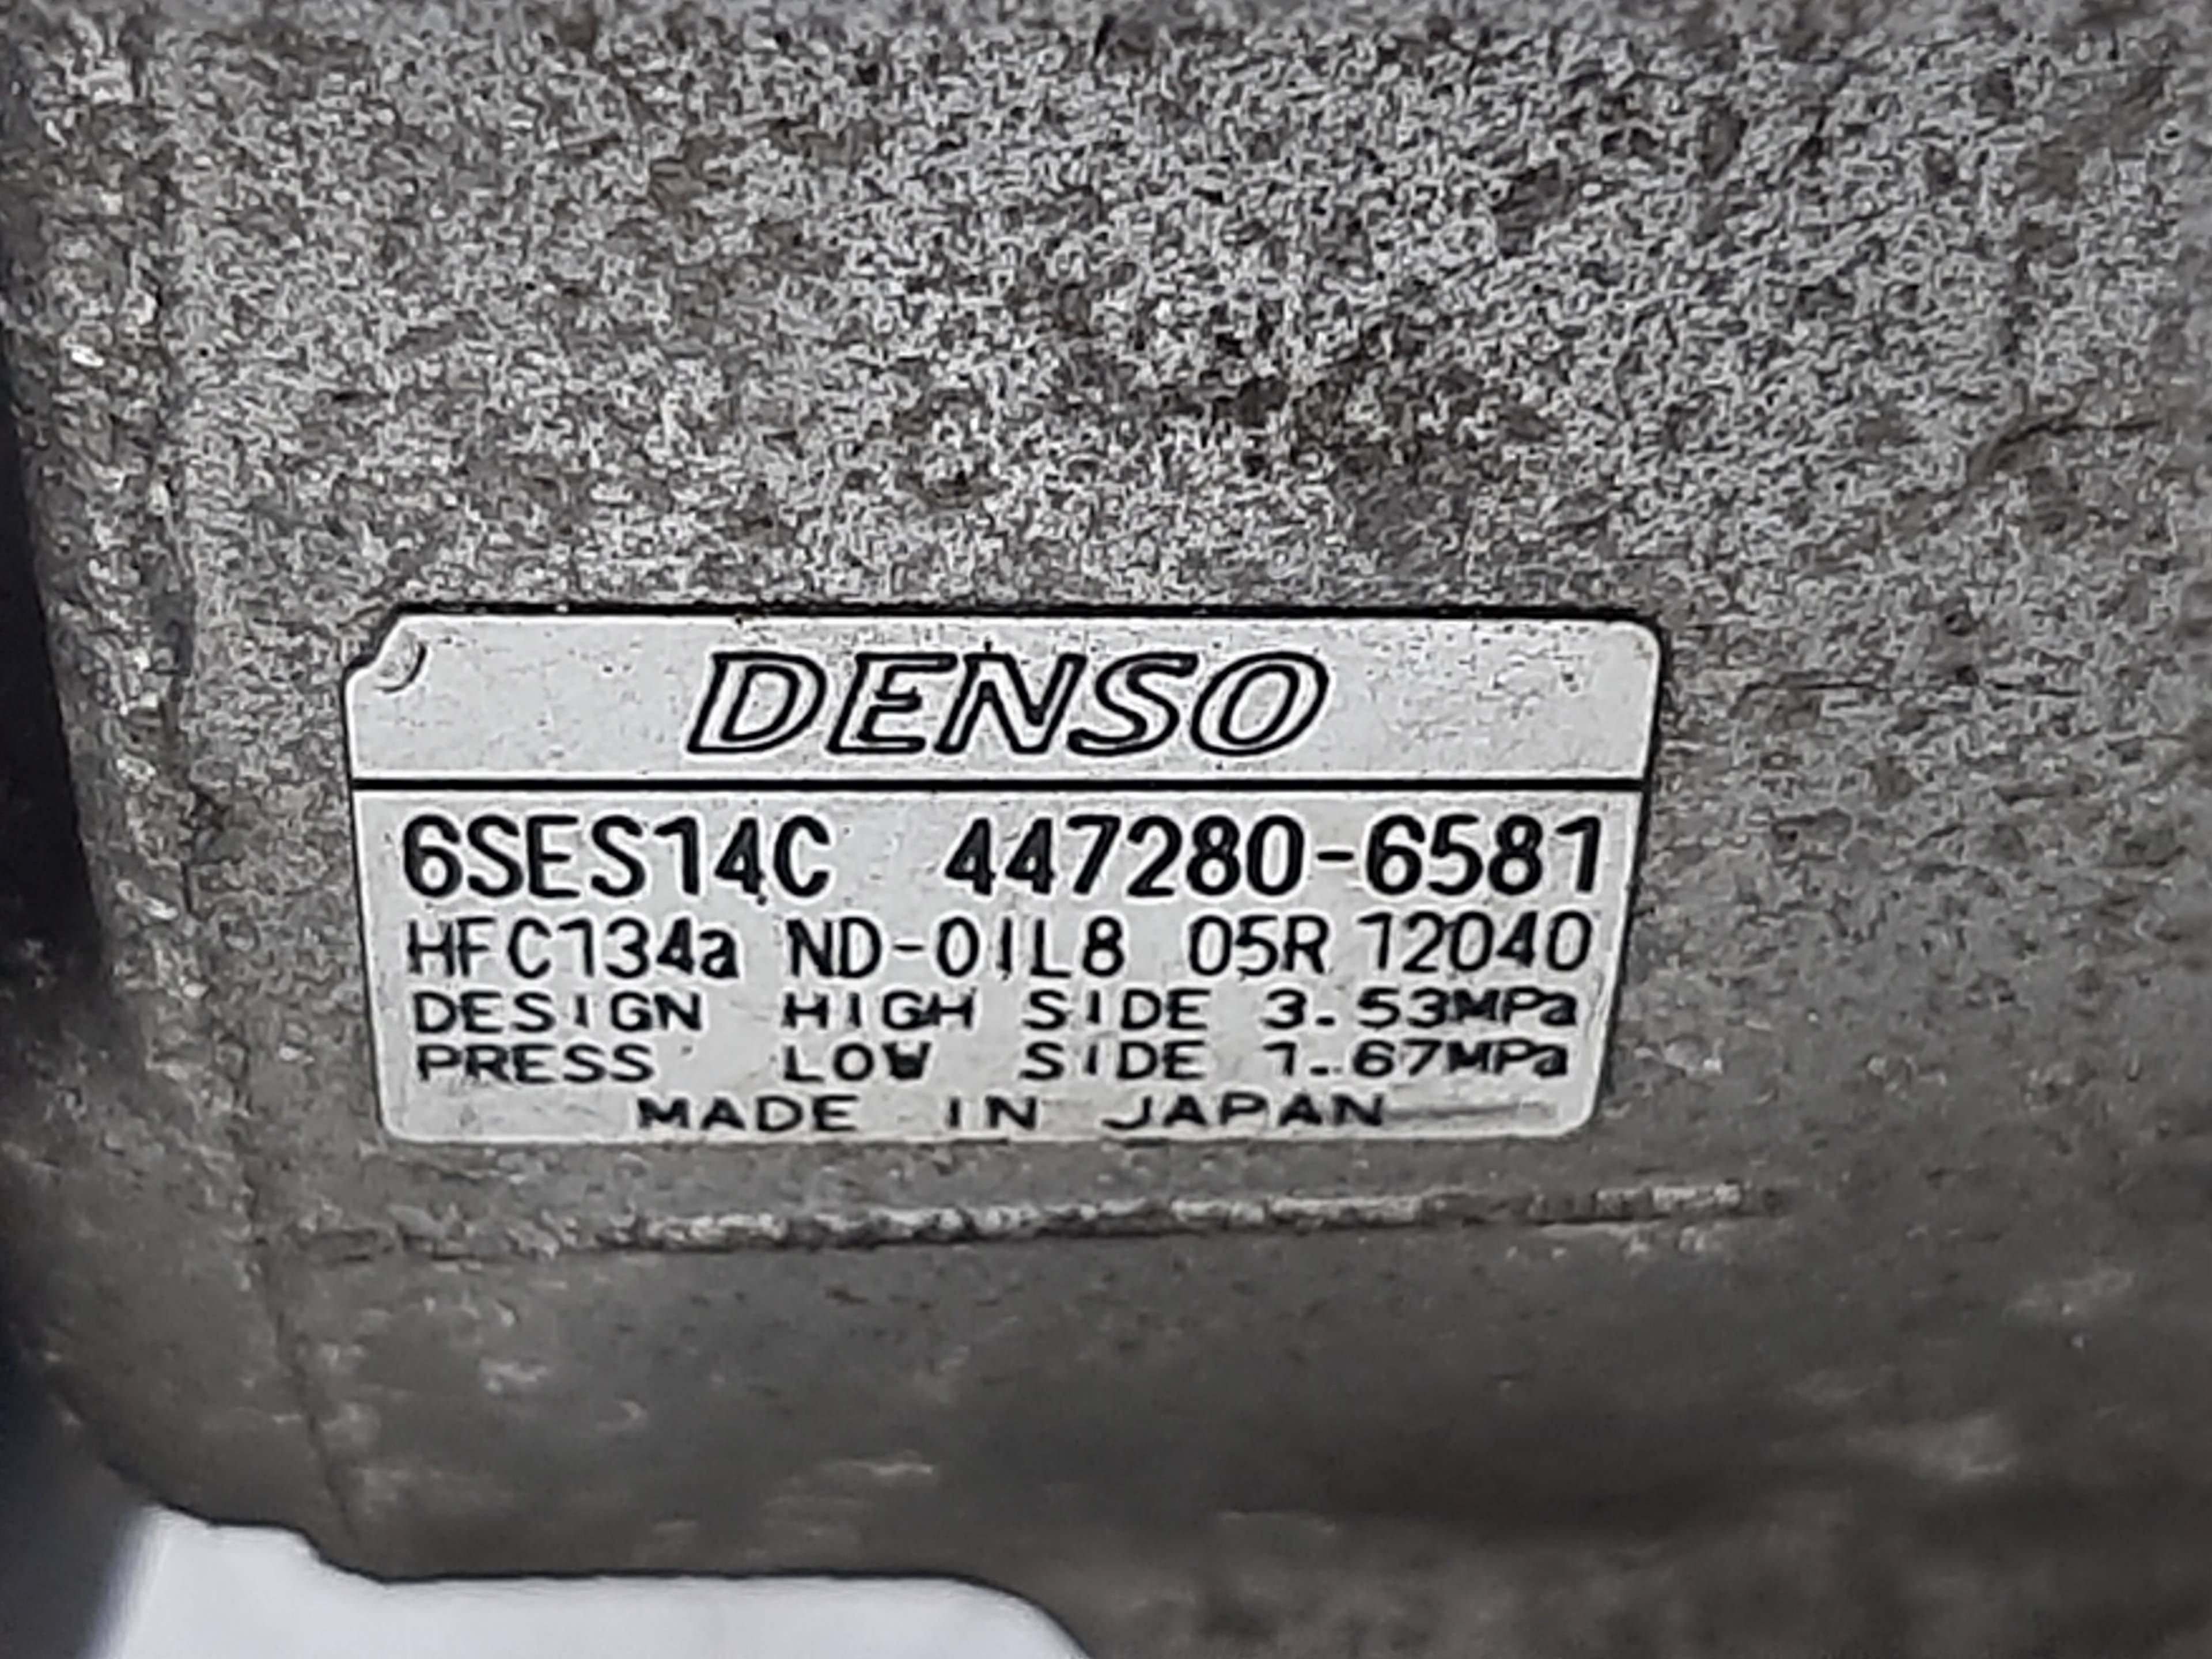 DENSO
6SES14C 447280-6581
HFC134a ND-OIL8 05R 12040
DESIGN HIGH SIDE 3.53MPa
PRESS LOW SIDE 1.67MPa
MADE IN JAPAN